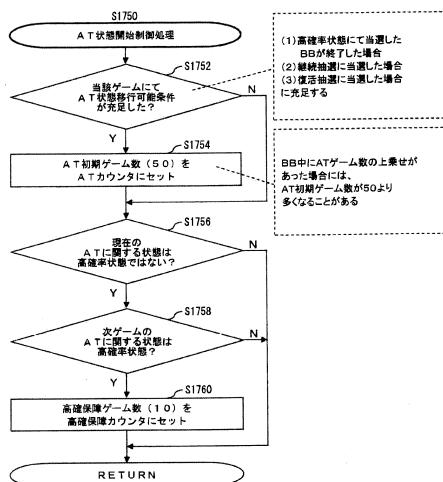 S1750
AT状態開始制御処理
S1752
当該ゲームにて
AT状態移行可能条件
が充足した?
N
Y
(1)高確率状態にて当選した
BBが終了した場合
(2)継続抽選に当選した場合
(3)復活抽選に当選した場合
に充足する
S1754
AT初期ゲーム数(50)を
ATカウンタにセット
BB中にATゲーム数の上乗せが
あった場合には、
AT初期ゲーム数が50より
多くなることがある
S1756
現在の
ATに関する状態は
高確率状態ではない?
N
Y
S1758
次ゲームの
ATに関する状態は
高確率状態?
N
Y
S1760
高確保障ゲーム数(10)を
高確保障カウンタにセット
RETURN